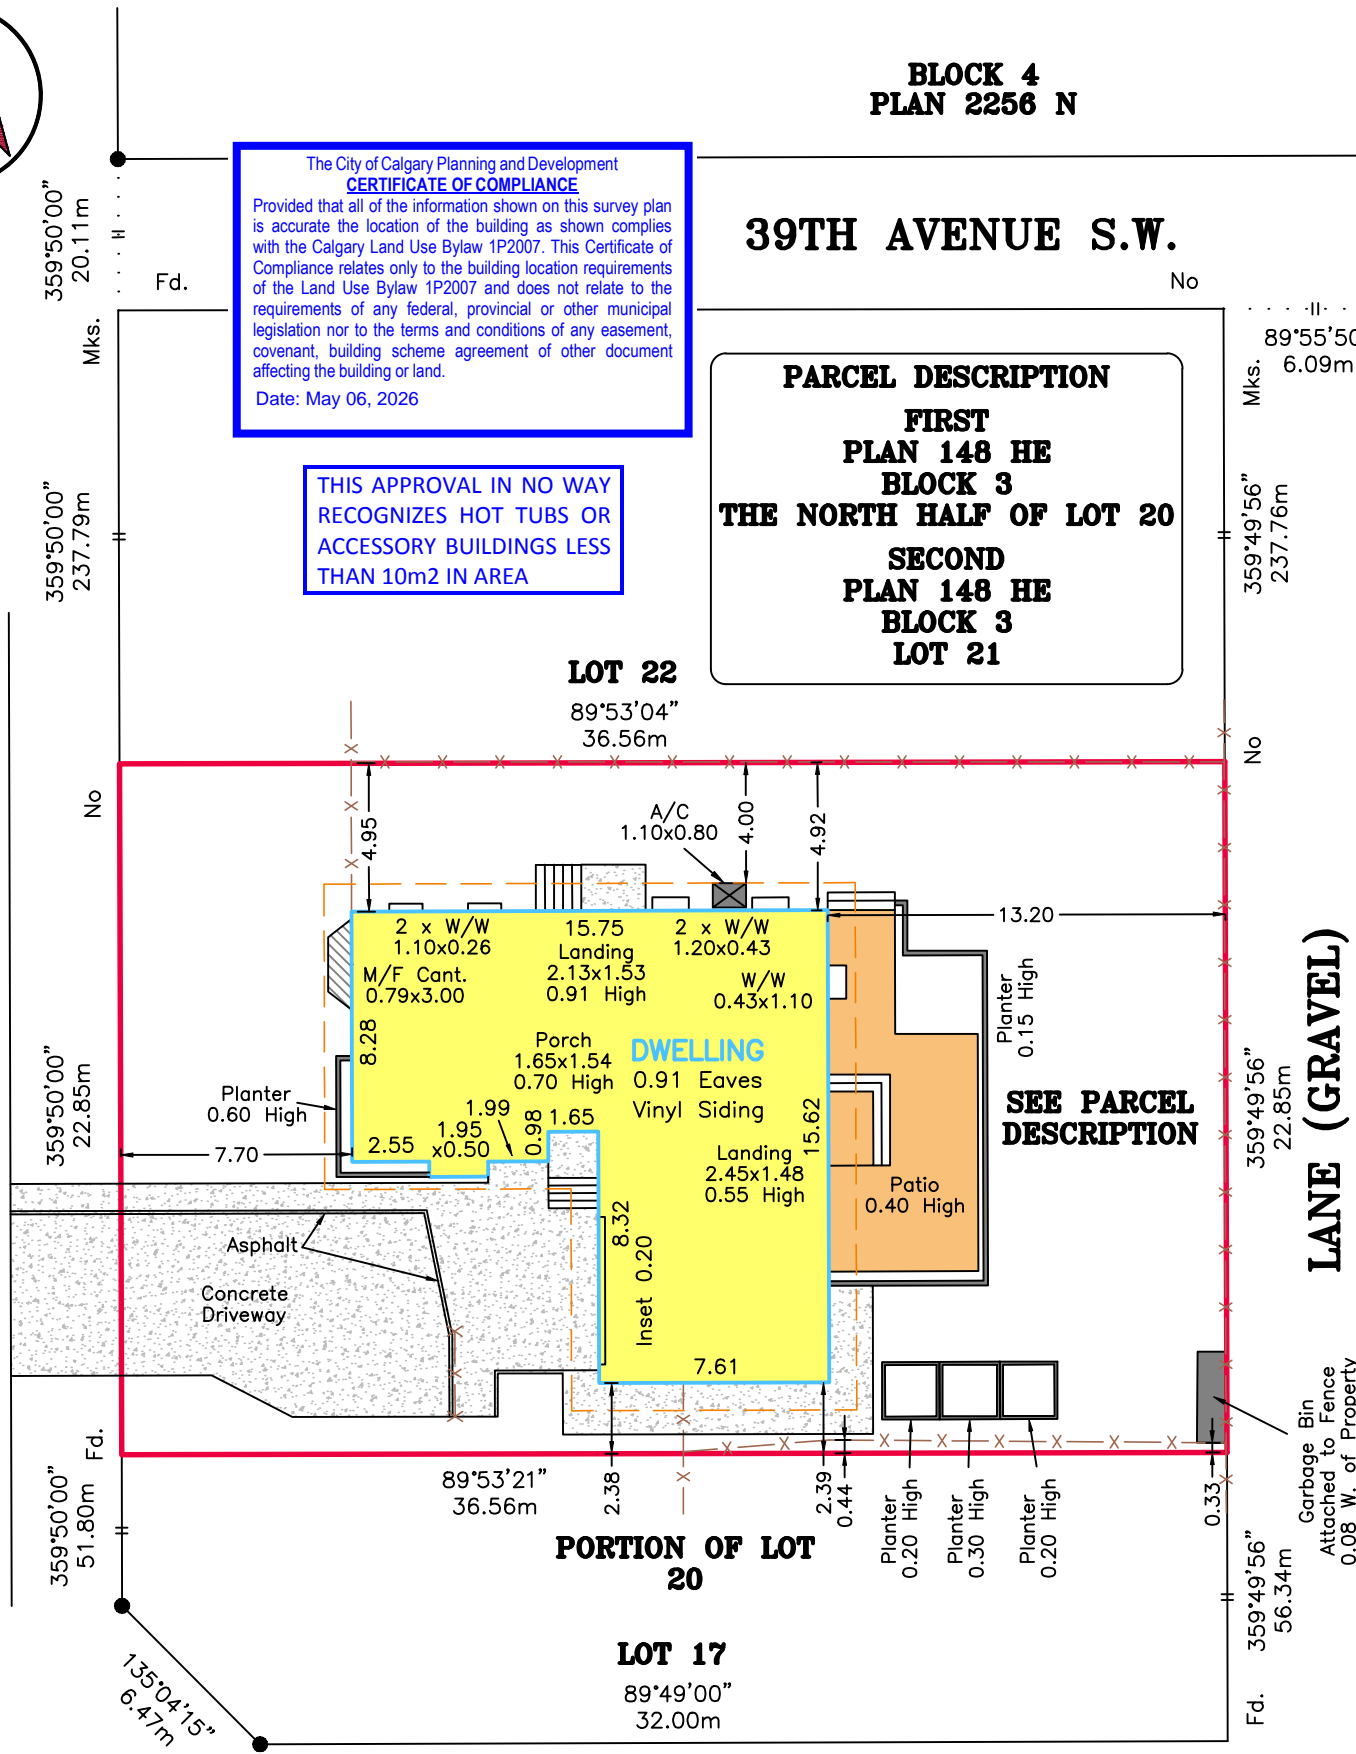 BLOCK 4
PLAN 2256 N
The City of Calgary Planning and Development
CERTIFICATE OF COMPLIANCE
Provided that all of the information shown on this survey plan
is accurate the location of the building as shown complies
with the Calgary Land Use Bylaw 1P2007. This Certificate of
Compliance relates only to the building location requirements
of the Land Use Bylaw 1P2007 and does not relate to the
requirements of any federal, provincial or other municipal
legislation nor to the terms and conditions of any easement,
covenant, building scheme agreement of other document
affecting the building or land.
Date: May 06, 2026
359°50'00"
20.11m
Fd.
Mks.
39TH AVENUE S.W.
No
89°55'50
6.09m
Mks.
PARCEL DESCRIPTION
FIRST
PLAN 148 HE
BLOCK 3
THE NORTH HALF OF LOT 20
SECOND
PLAN 148 HE
BLOCK 3
LOT 21
THIS APPROVAL IN NO WAY
RECOGNIZES HOT TUBS OR
ACCESSORY BUILDINGS LESS
THAN 10m2 IN AREA
359°50'00"
237.79m
359°49'56"
237.76m
LOT 22
89°53'04"
36.56m
No
No
4.95
A/C
1.10x0.80
4.00
4.92
13.20
2 x W/W
1.10x0.26
15.75
2 x W/W
1.20x0.43
Landing
2.13x1.53
0.91 High
M/F Cant.
0.79x3.00
W/W
0.43x1.10
Planter
0.15 High
8.28
Porch
1.65x1.54
0.70 High
DWELLING
0.91 Eaves
Vinyl Siding
359°50'00"
22.85m
359°49'56"
22.85m
LANE (GRAVEL)
Planter
0.60 High
SEE PARCEL
DESCRIPTION
1.99
0.98
1.65
15.62
2.55
1.95
x0.50
7.70
Landing
2.45x1.48
0.55 High
Patio
0.40 High
8.32
Inset 0.20
Asphalt
Concrete
Driveway
7.61
Fd.
89°53'21"
36.56m
2.38
2.39
0.44
Planter
0.20 High
Planter
0.30 High
Planter
0.20 High
0.33
Garbage Bin
Attached to Fence
0.08 W. of Property
359°50'00"
51.80m
PORTION OF LOT
20
359°49'56"
56.34m
LOT 17
89°49'00"
32.00m
135°04'15"
6.47m
Fd.